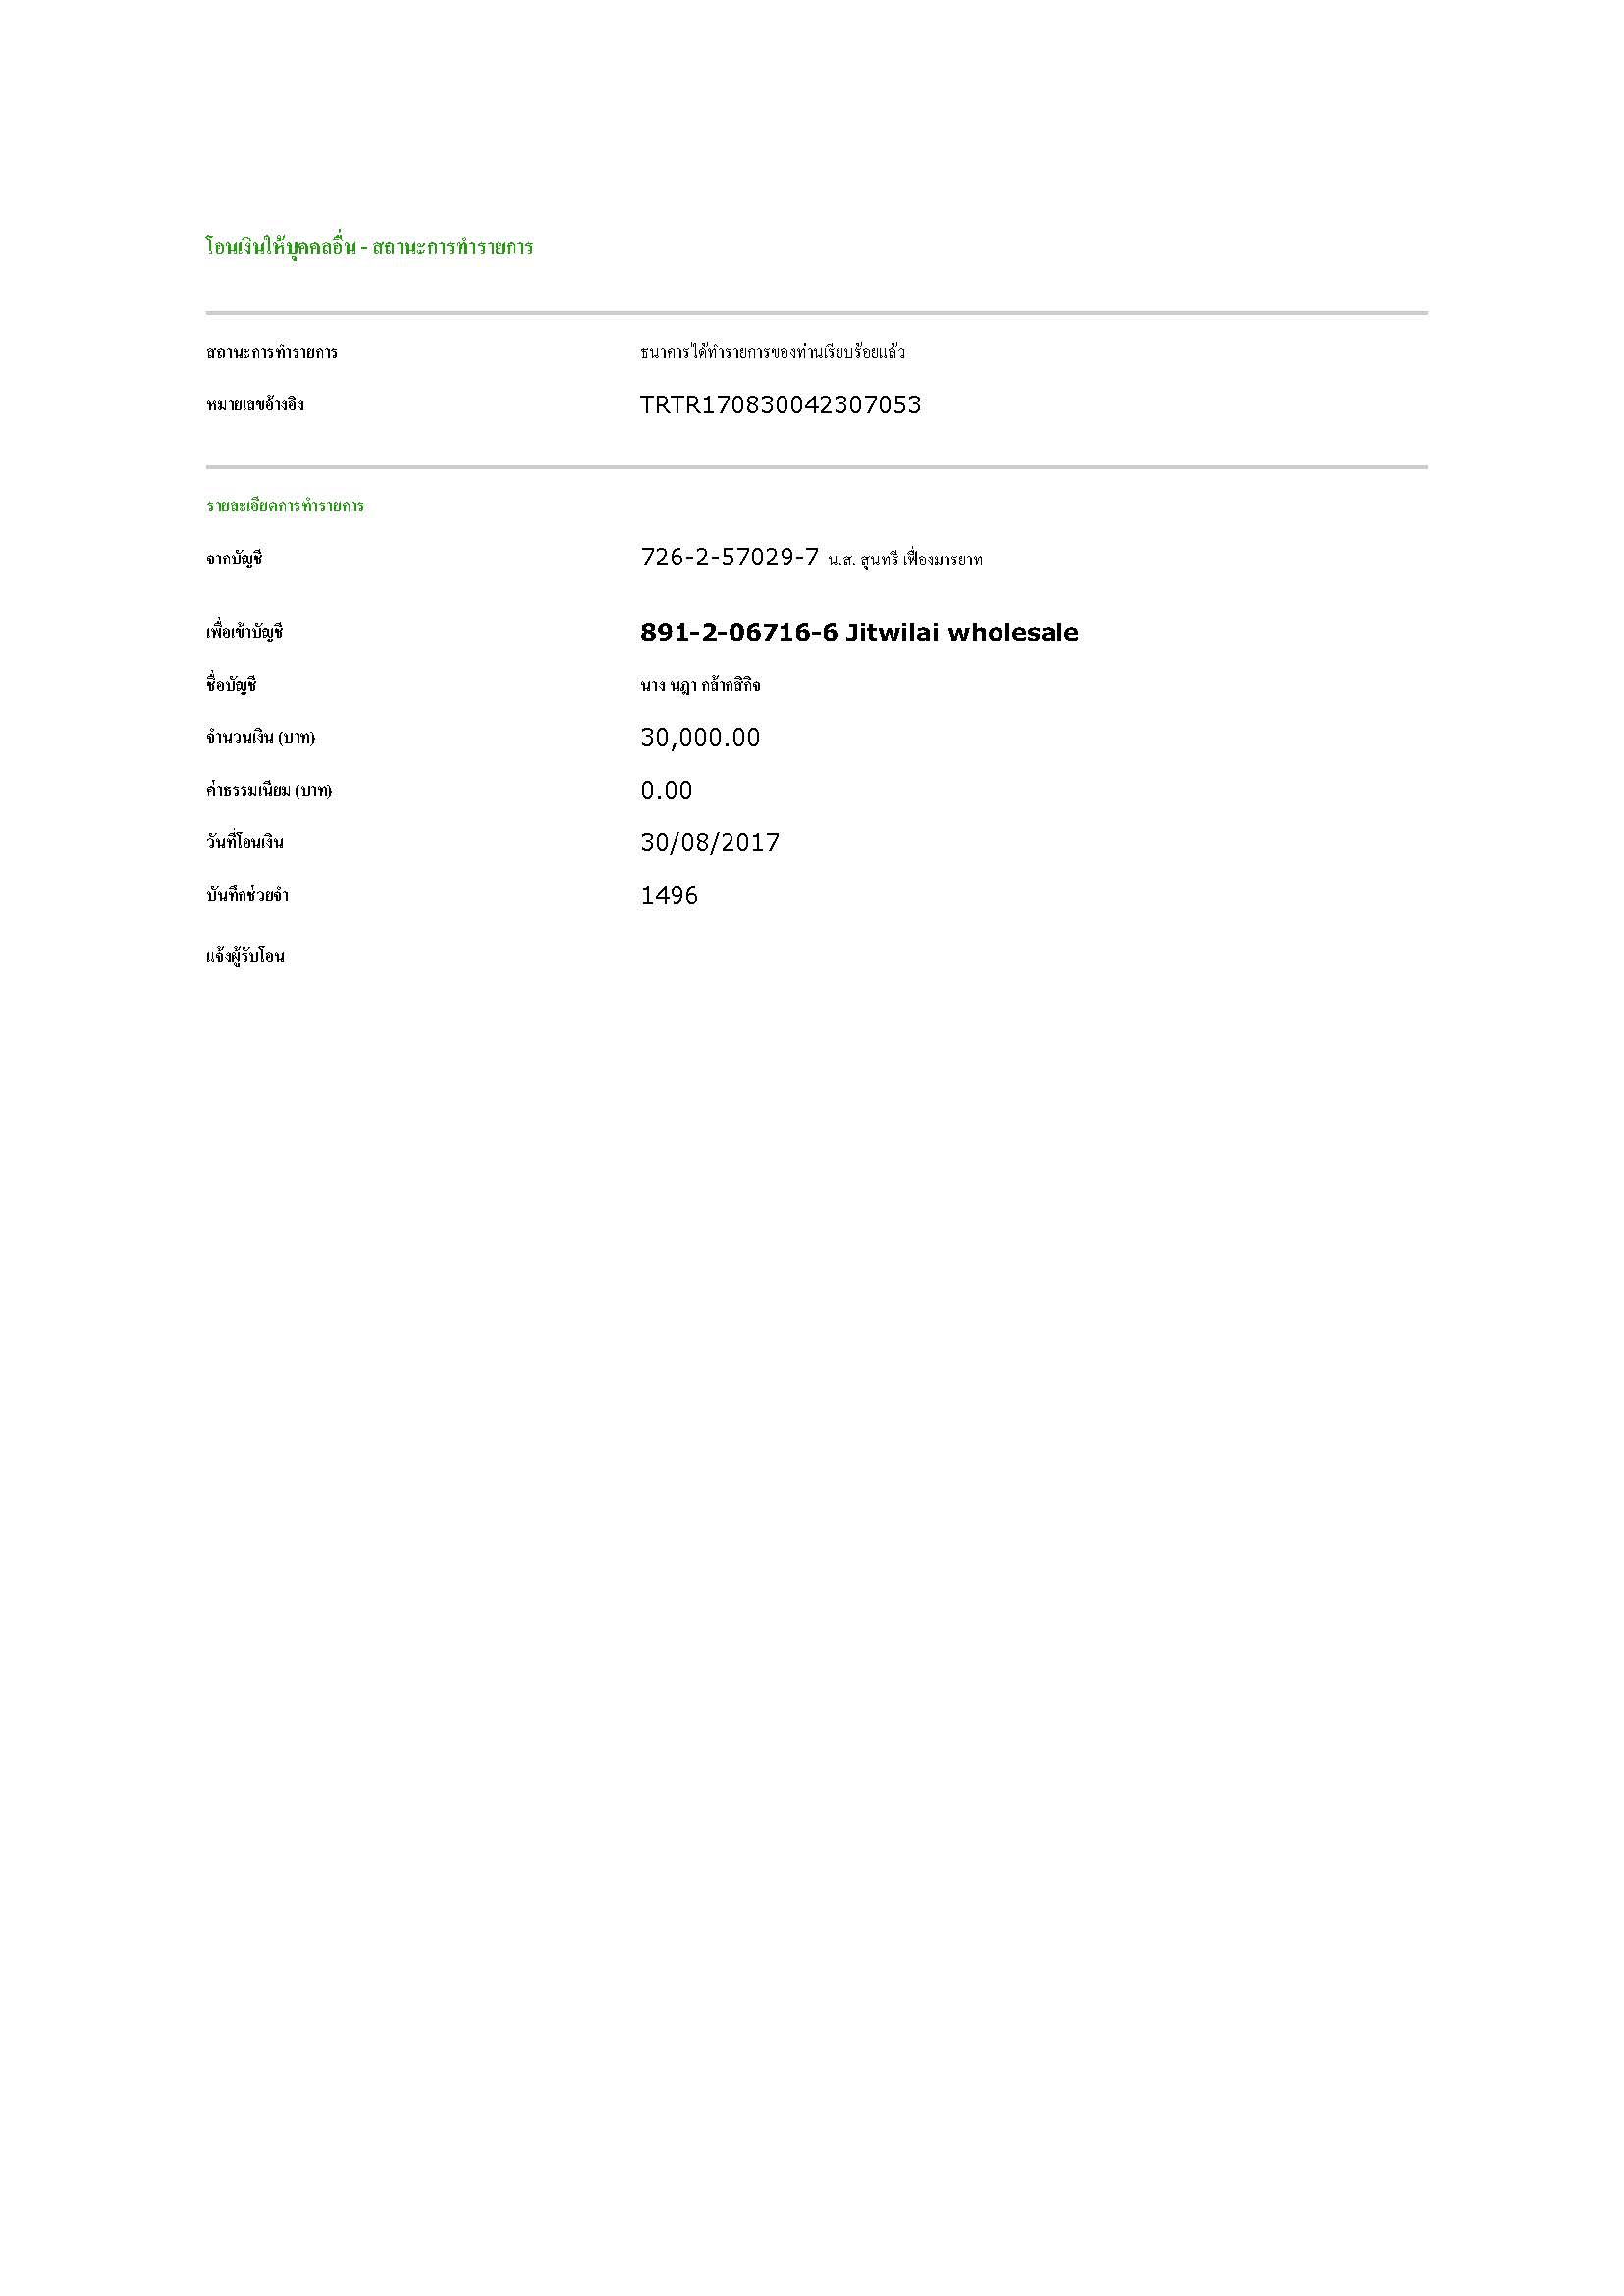 โอนเงินให้บุคคลอื่น - สถานะการทำรายการ
สถานะการทำรายการ ธนาคารได้ทำรายการของท่านเรียบร้อยแล้ว
หมายเลขอ้างอิง TRTR170830042307053
รายละเอียดการทำรายการ
จากบัญชี 726-2-57029-7 น.ส. สุนทรี เฟื่องมารยาท
เพื่อเข้าบัญชี 891-2-06716-6 Jitwilai wholesale
ชื่อบัญชี นาง นฎา กล้ากสิกิจ
จำนวนเงิน (บาท) 30,000.00
ค่าธรรมเนียม (บาท) 0.00
วันที่โอนเงิน 30/08/2017
บันทึกช่วยจำ 1496
แจ้งผู้รับโอน